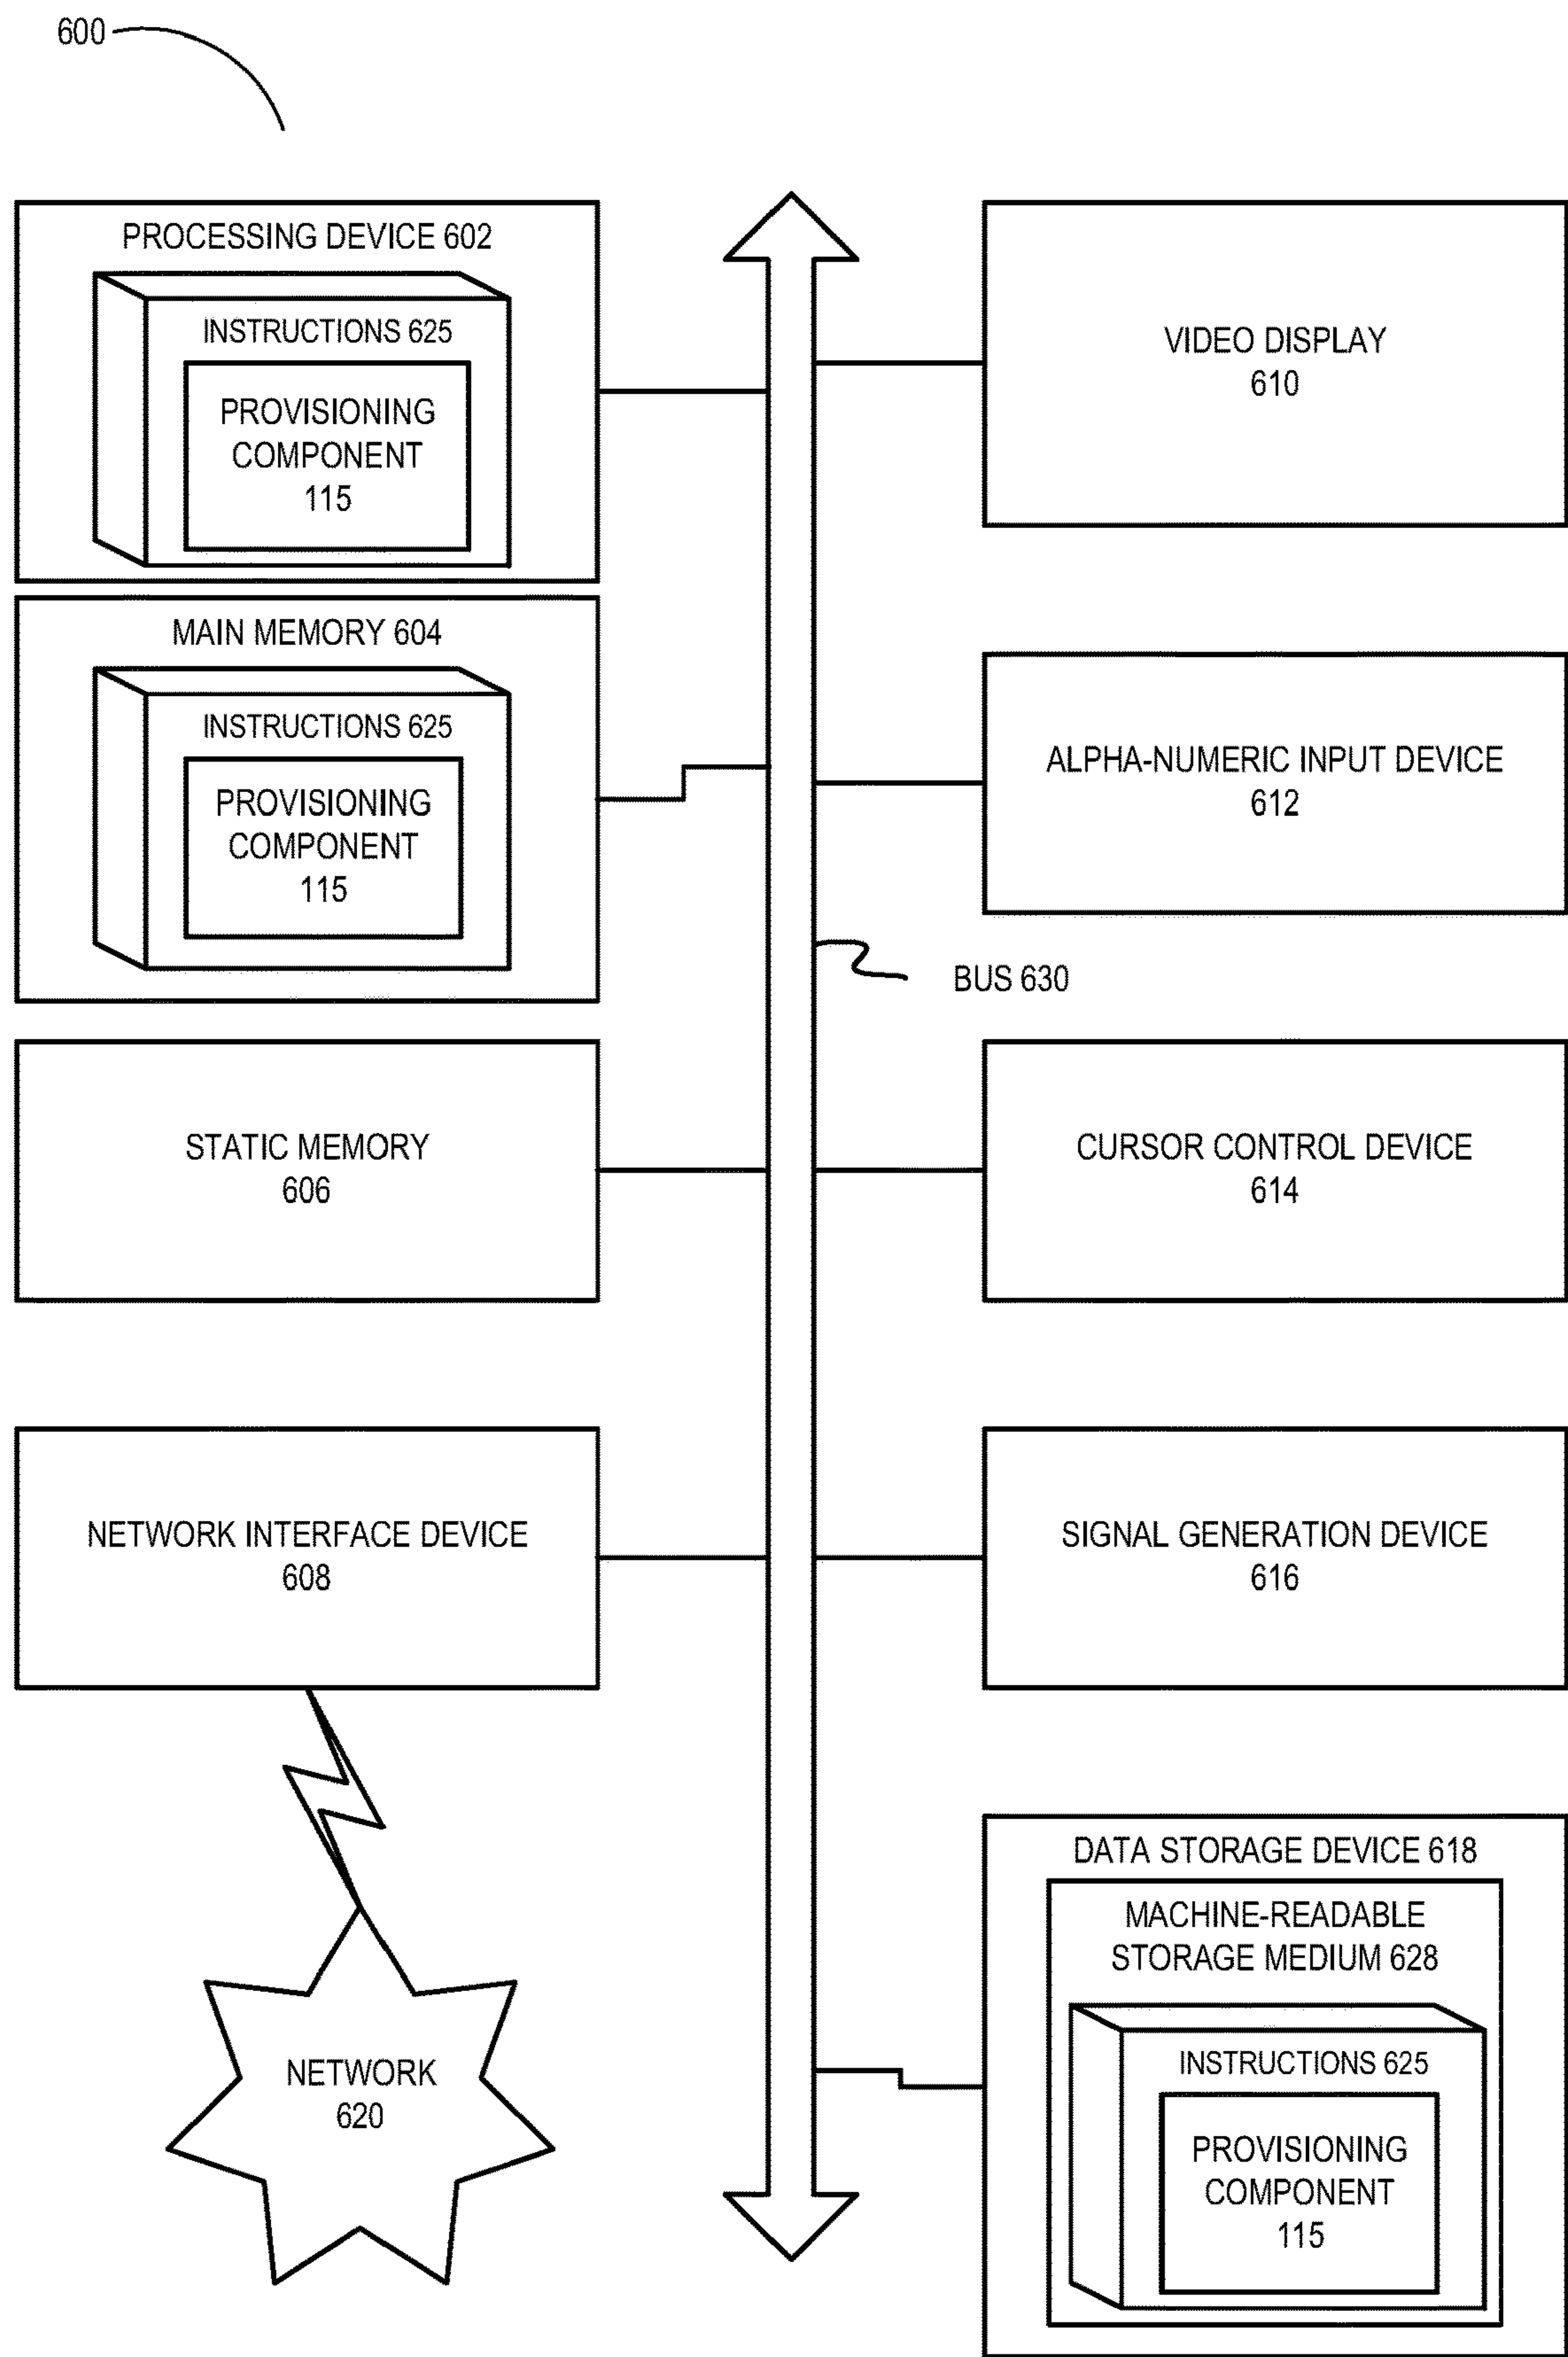 600
PROCESSING DEVICE 602
INSTRUCTIONS 625
PROVISIONING
COMPONENT
115
MAIN MEMORY 604
INSTRUCTIONS 625
PROVISIONING
COMPONENT
115
STATIC MEMORY
606
NETWORK INTERFACE DEVICE
608
NETWORK
620
VIDEO DISPLAY
610
ALPHA-NUMERIC INPUT DEVICE
612
BUS 630
CURSOR CONTROL DEVICE
614
SIGNAL GENERATION DEVICE
616
DATA STORAGE DEVICE 618
MACHINE-READABLE
STORAGE MEDIUM 628
INSTRUCTIONS 625
PROVISIONING
COMPONENT
115